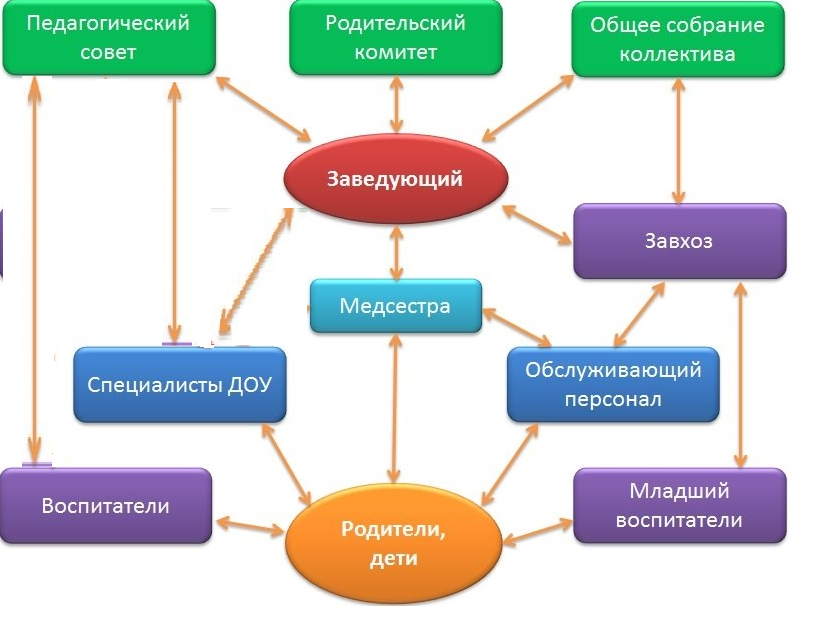 Педагогический
совет
Родительский
комитет
Общее собрание
коллектива
Заведующий
Завхоз
Медсестра
Специалисты ДОУ
Обслуживающий
персонал
Воспитатели
Родители,
дети
Младший
воспитатели